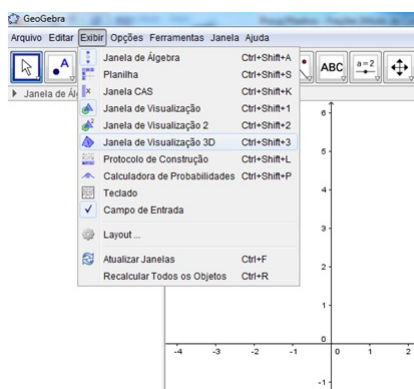 GeoGebra
Arquivo Editar Exibir Opções Ferramentas Janela Ajuda
Janela de Álgebra Ctrl+Shift+A
Planilha Ctrl+Shift+S
Janela CAS Ctrl+Shift+K
Janela de Visualização Ctrl+Shift+1
Janela de Visualização 2 Ctrl+Shift+2
Janela de Visualização 3D Ctrl+Shift+3
Protocolo de Construção Ctrl+Shift+L
Calculadora de Probabilidades Ctrl+Shift+P
Teclado
Campo de Entrada
Layout ...
Atualizar Janelas Ctrl+F
Recalcular Todos os Objetos Ctrl+R
A
ABC
a=2
Janela de Ál
6
5
4
3
2
1
0
-4 -3 -2 -1 0 1 2
-1